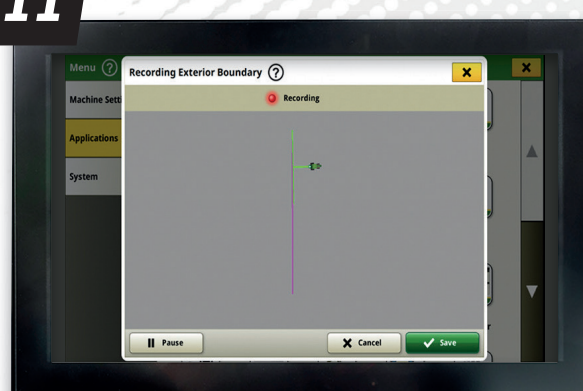 11
Menu ?
Recording Exterior Boundary ?
Machine Setti
Recording
Applications
System
Pause
Cancel
Save